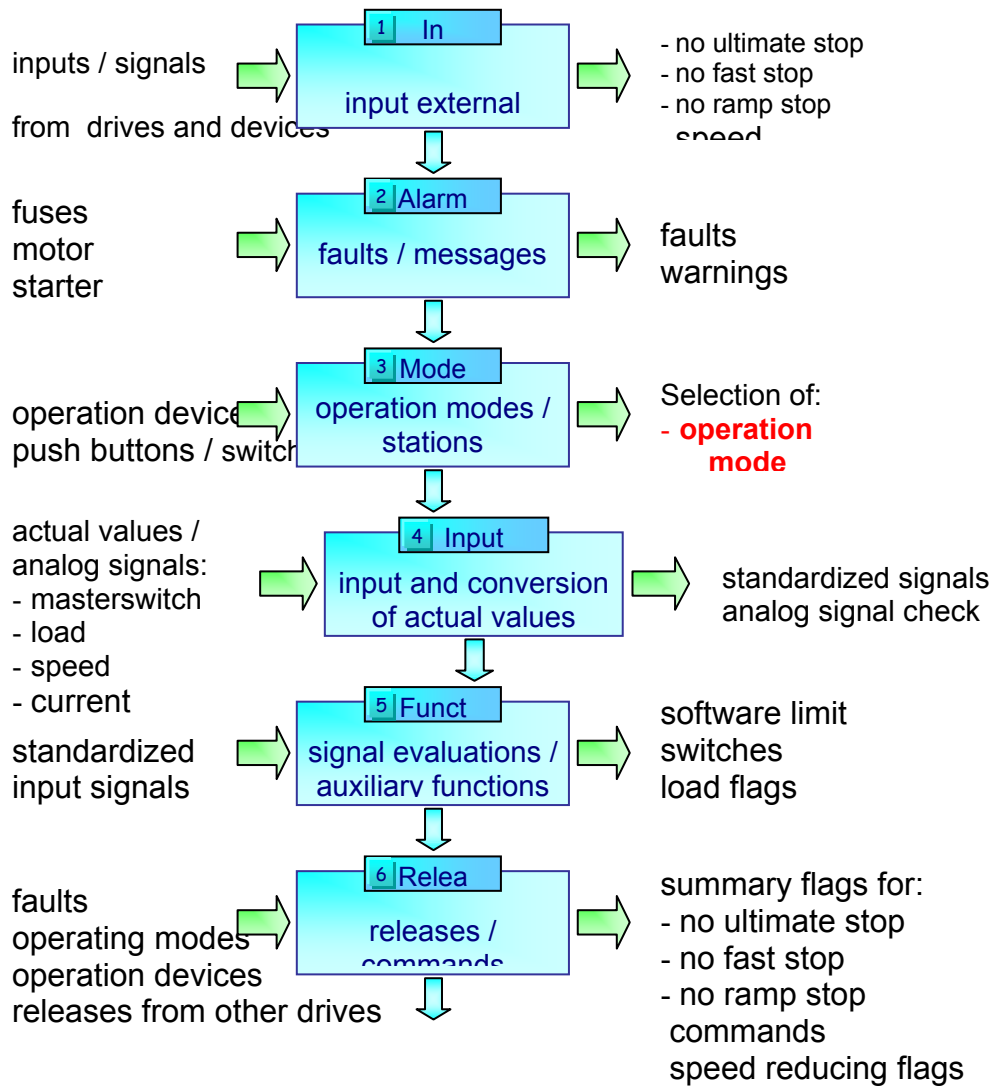 1 In
inputs / signals
from drives and devices
input external
- no ultimate stop
- no fast stop
- no ramp stop
speed
2 Alarm
fuses
motor
starter
faults / messages
faults
warnings
3 Mode
operation device
push buttons / switch
operation modes /
stations
Selection of:
- operation
mode
4 Input
actual values /
analog signals:
- masterswitch
- load
- speed
- current
input and conversion
of actual values
standardized signals
analog signal check
5 Funct
standardized
input signals
signal evaluations /
auxiliary functions
software limit
switches
load flags
6 Relea
faults
operating modes
operation devices
releases from other drives
releases /
commands
summary flags for:
- no ultimate stop
- no fast stop
- no ramp stop
commands
speed reducing flags